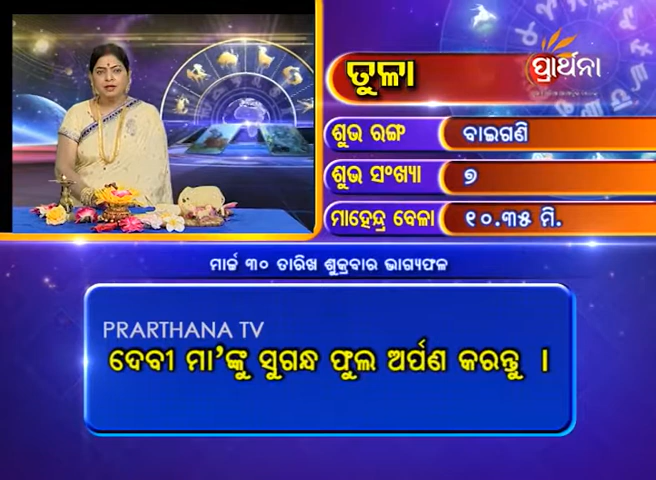 ତୁଳା
ପ୍ରାର୍ଥନା
ଶୁଭ ରଙ୍ଗ ବାଇଗଣି
ଶୁଭ ସଂଖ୍ୟା ୭
ମାହେନ୍ଦ୍ର ବେଳା ୧୦.୩୫ ମି.
ମାର୍ଚ୍ଚ ୩୦ ତାରିଖ ଶୁକ୍ରବାର ଭାଗ୍ୟଫଳ
PRARTHANA TV
ଦେବୀ ମା'ଙ୍କୁ ସୁଗନ୍ଧ ଫୁଲ ଅର୍ପଣ କରନ୍ତୁ ।